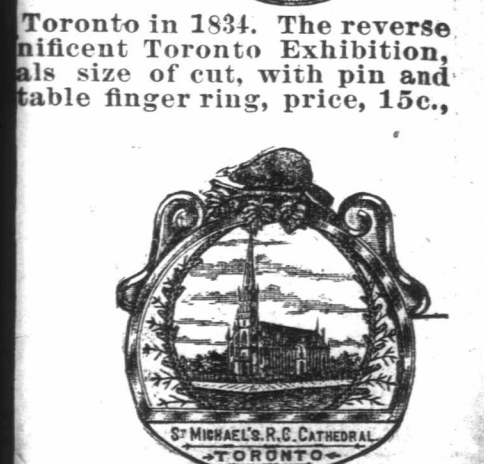 Toronto in 1834. The reverse
nificent Toronto Exhibition,
als size of cut, with pin and
table finger ring, price, 15c.,
ST MICHAEL'S.R.C.CATHEDRAL.
TORONTO